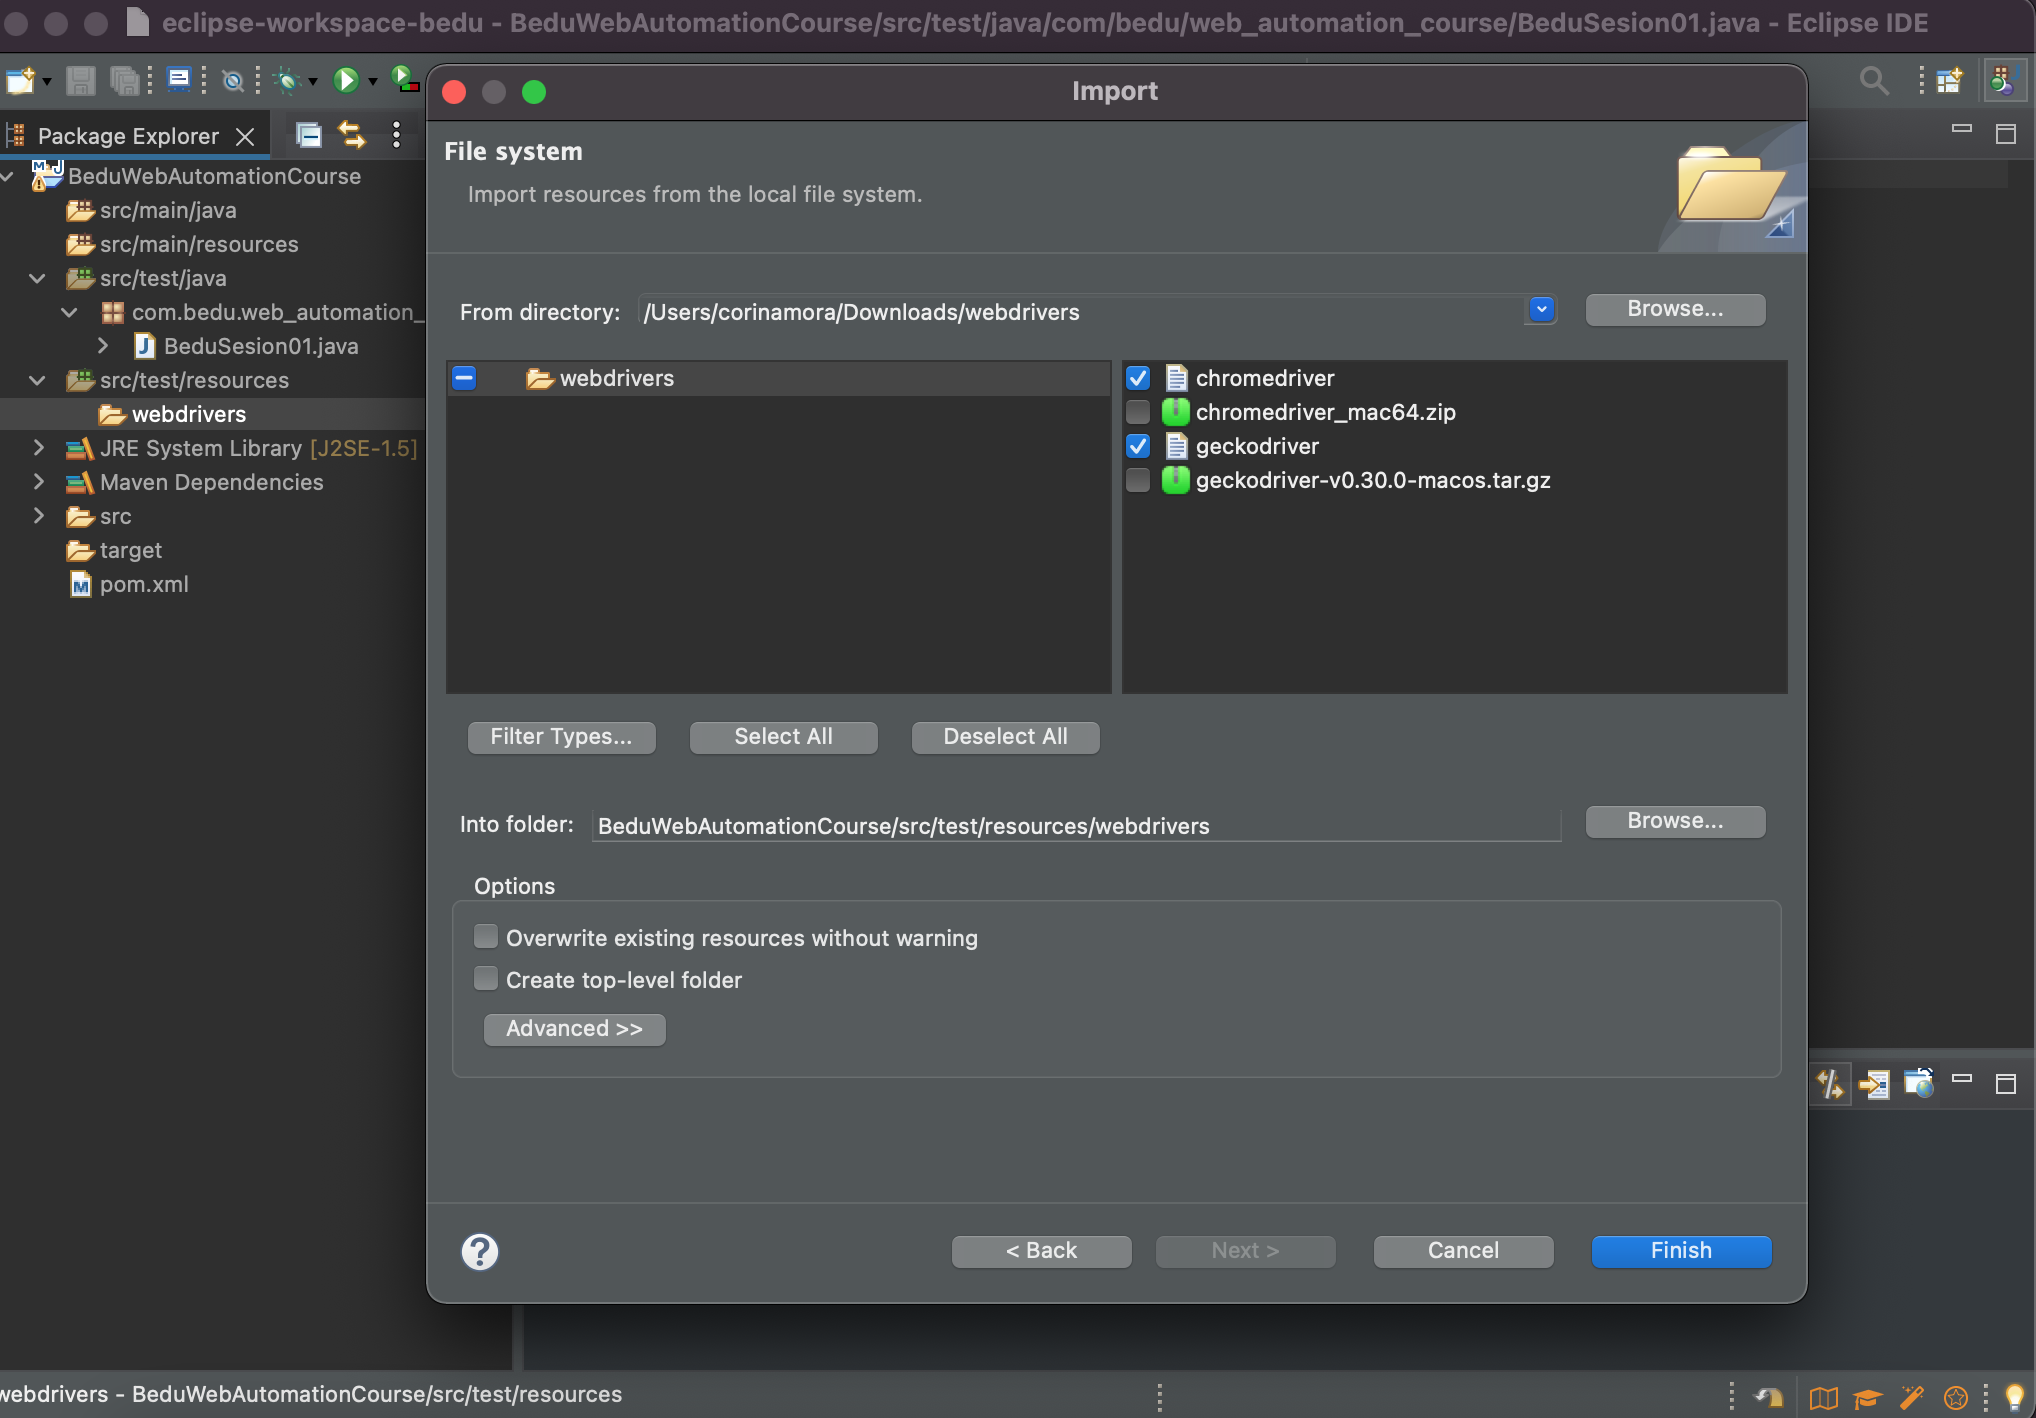 eclipse-workspace-bedu - BeduWebAutomationCourse/src/test/java/com/bedu/web_automation_course/BeduSesion01.java - Eclipse IDE
Package Explorer
BeduWebAutomationCourse
src/main/java
src/main/resources
src/test/java
com.bedu.web_automation_
BeduSesion01.java
src/test/resources
webdrivers
JRE System Library [J2SE-1.5]
Maven Dependencies
src
target
pom.xml
Import
File system
Import resources from the local file system.
From directory: /Users/corinamora/Downloads/webdrivers
Browse...
webdrivers
chromedriver
chromedriver_mac64.zip
geckodriver
geckodriver-v0.30.0-macos.tar.gz
Filter Types...
Select All
Deselect All
Into folder: BeduWebAutomationCourse/src/test/resources/webdrivers
Browse...
Options
Overwrite existing resources without warning
Create top-level folder
Advanced >>
?
< Back
Next >
Cancel
Finish
webdrivers - BeduWebAutomationCourse/src/test/resources